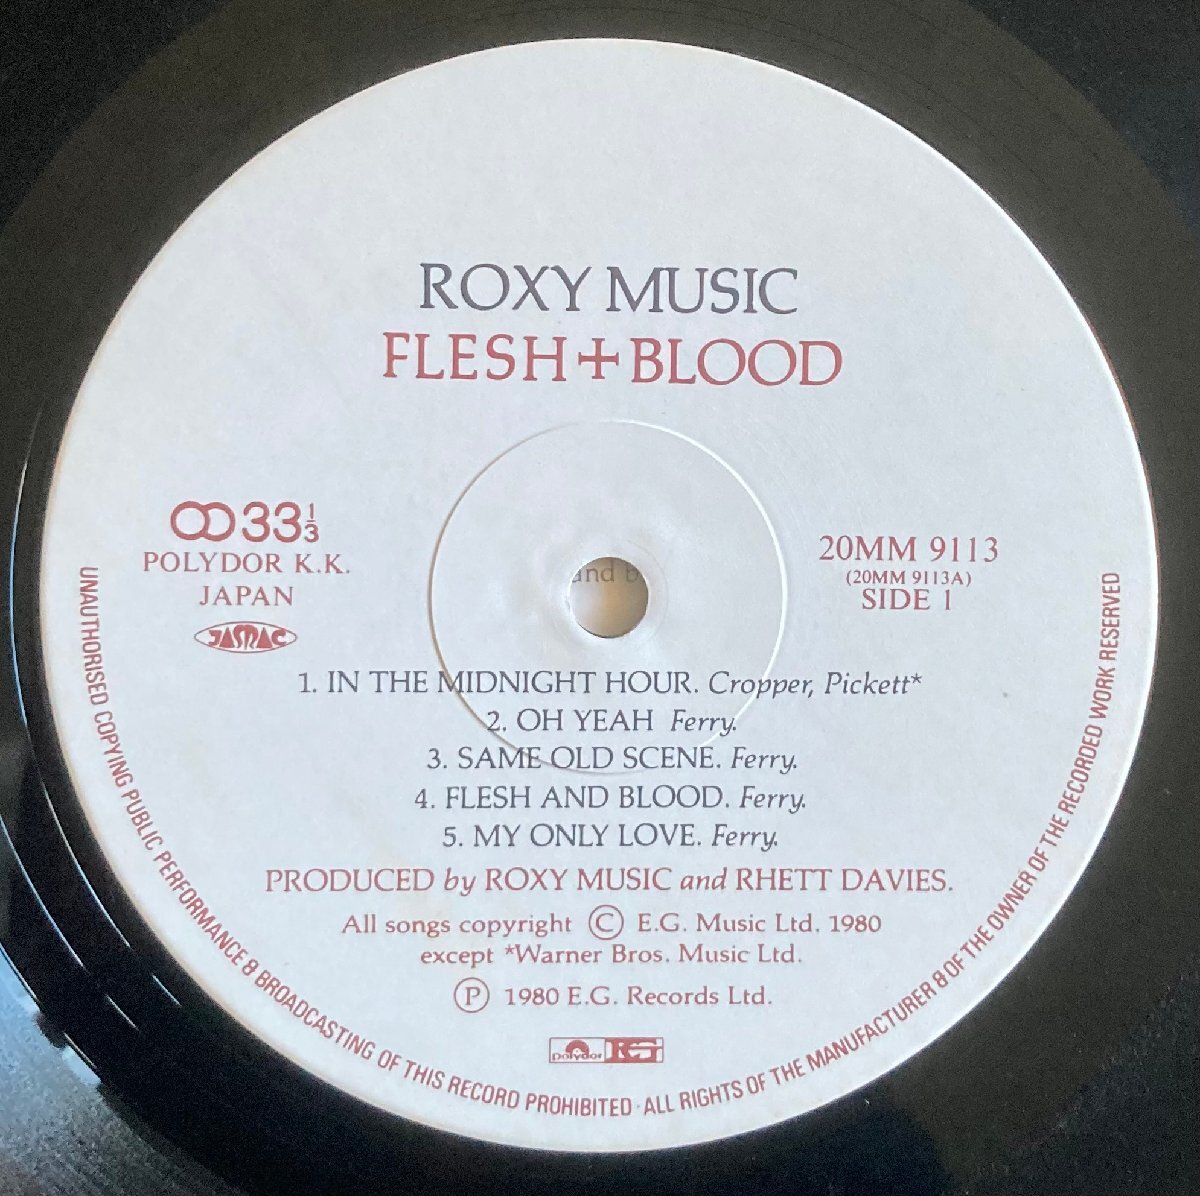 ROXY MUSIC
FLESH+BLOOD
33 1/3
POLYDOR K.K.
JAPAN
JASRAC
20MM 9113
(20MM 9113A)
SIDE 1
and b
1. IN THE MIDNIGHT HOUR. Cropper, Pickett*
2. OH YEAH Ferry.
3. SAME OLD SCENE. Ferry.
4. FLESH AND BLOOD. Ferry.
5. MY ONLY LOVE. Ferry.
PRODUCED by ROXY MUSIC and RHETT DAVIES.
All songs copyright Ⓒ E.G. Music Ltd. 1980
except *Warner Bros. Music Ltd.
Ⓟ 1980 E.G. Records Ltd.
polydor EG
UNAUTHORISED COPYING PUBLIC PERFORMANCE & BROADCASTING OF THIS RECORD PROHIBITED · ALL RIGHTS OF THE MANUFACTURER & OF THE OWNER OF THE RECORDED WORK RESERVED